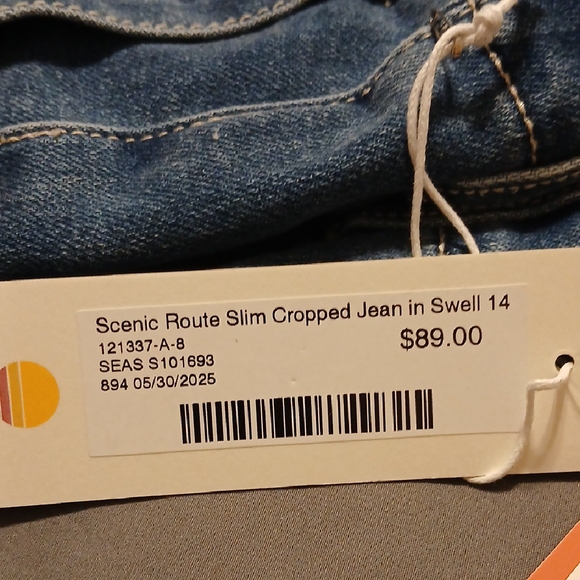 Scenic Route Slim Cropped Jean in Swell 14
121337-A-8 $89.00
SEAS S101693
894 05/30/2025